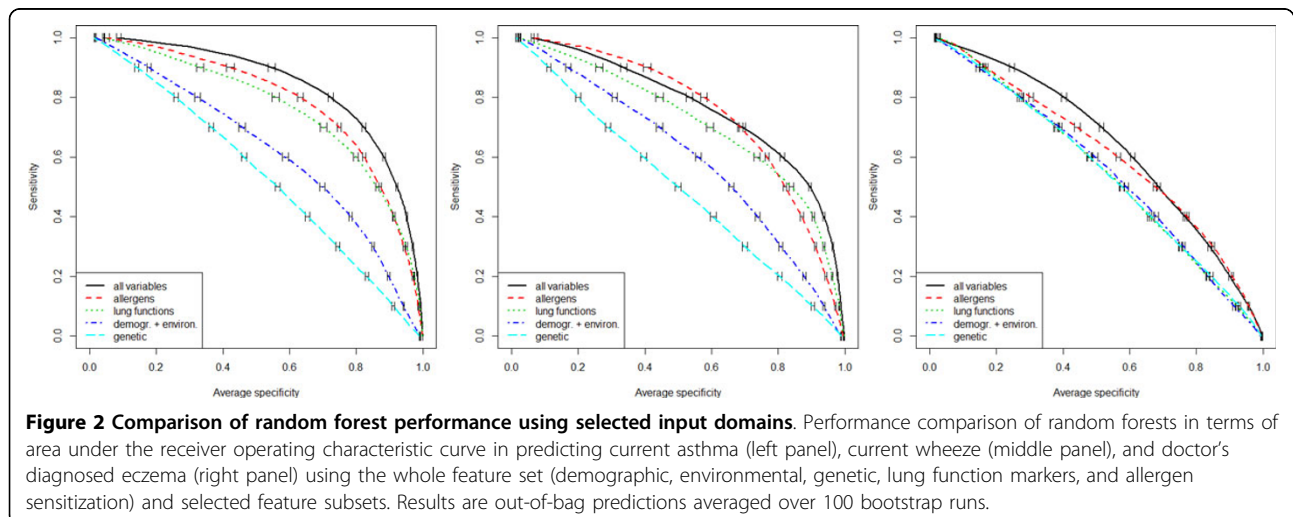 1.0
0.8
0.6
0.4
0.2
0.0
Sensitivity
all variables
allergens
lung functions
demogr. + environ.
genetic
0.0 0.2 0.4 0.6 0.8 1.0
Average specificity
1.0
0.8
0.6
0.4
0.2
0.0
Sensitivity
all variables
allergens
lung functions
demogr. + environ.
genetic
0.0 0.2 0.4 0.6 0.8 1.0
Average specificity
1.0
0.8
0.6
0.4
0.2
0.0
Sensitivity
all variables
allergens
lung functions
demogr. + environ.
genetic
0.0 0.2 0.4 0.6 0.8 1.0
Average specificity
Figure 2 Comparison of random forest performance using selected input domains. Performance comparison of random forests in terms of
area under the receiver operating characteristic curve in predicting current asthma (left panel), current wheeze (middle panel), and doctor's
diagnosed eczema (right panel) using the whole feature set (demographic, environmental, genetic, lung function markers, and allergen
sensitization) and selected feature subsets. Results are out-of-bag predictions averaged over 100 bootstrap runs.